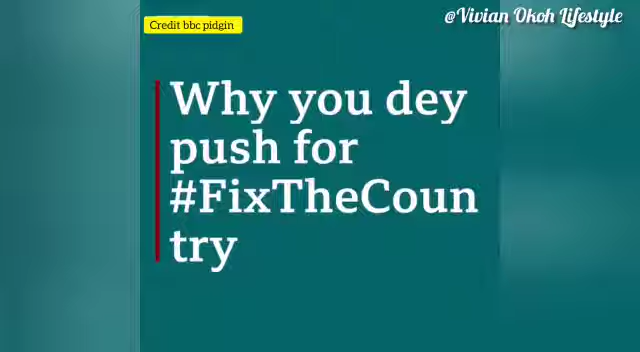 Credit bbc pidgin
@Vivian Okoh Lifestyle
Why you dey
push for
#FixTheCoun
try